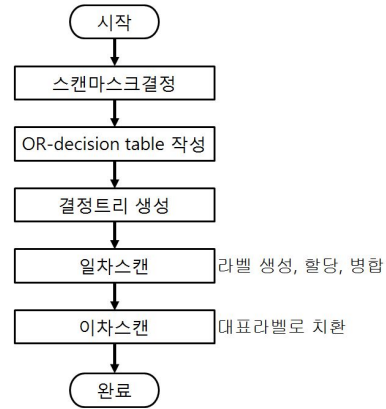 시작
스캔마스크결정
OR-decision table 작성
결정트리 생성
일차스캔 라벨 생성, 할당, 병합
이차스캔 대표라벨로 치환
완료